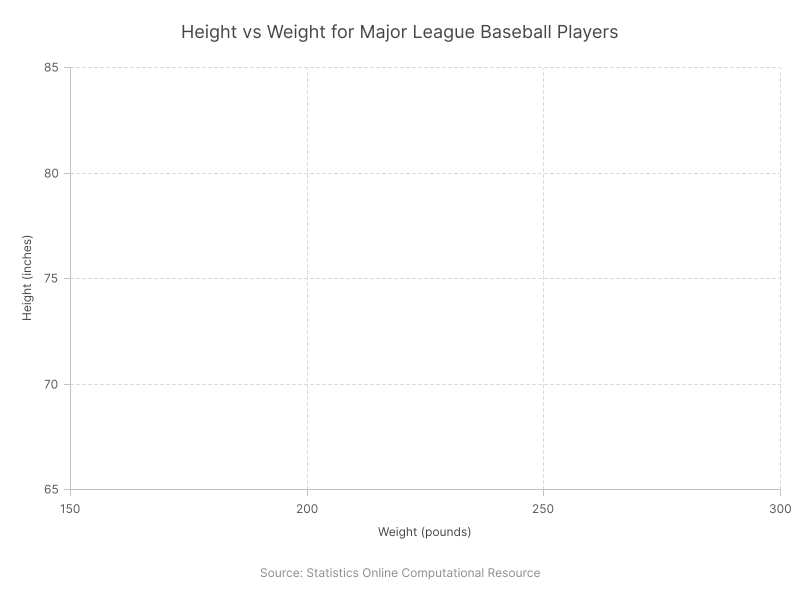 Height vs Weight for Major League Baseball Players
85
80
75
70
65
Height (inches)
150 200 250 300
Weight (pounds)
Source: Statistics Online Computational Resource